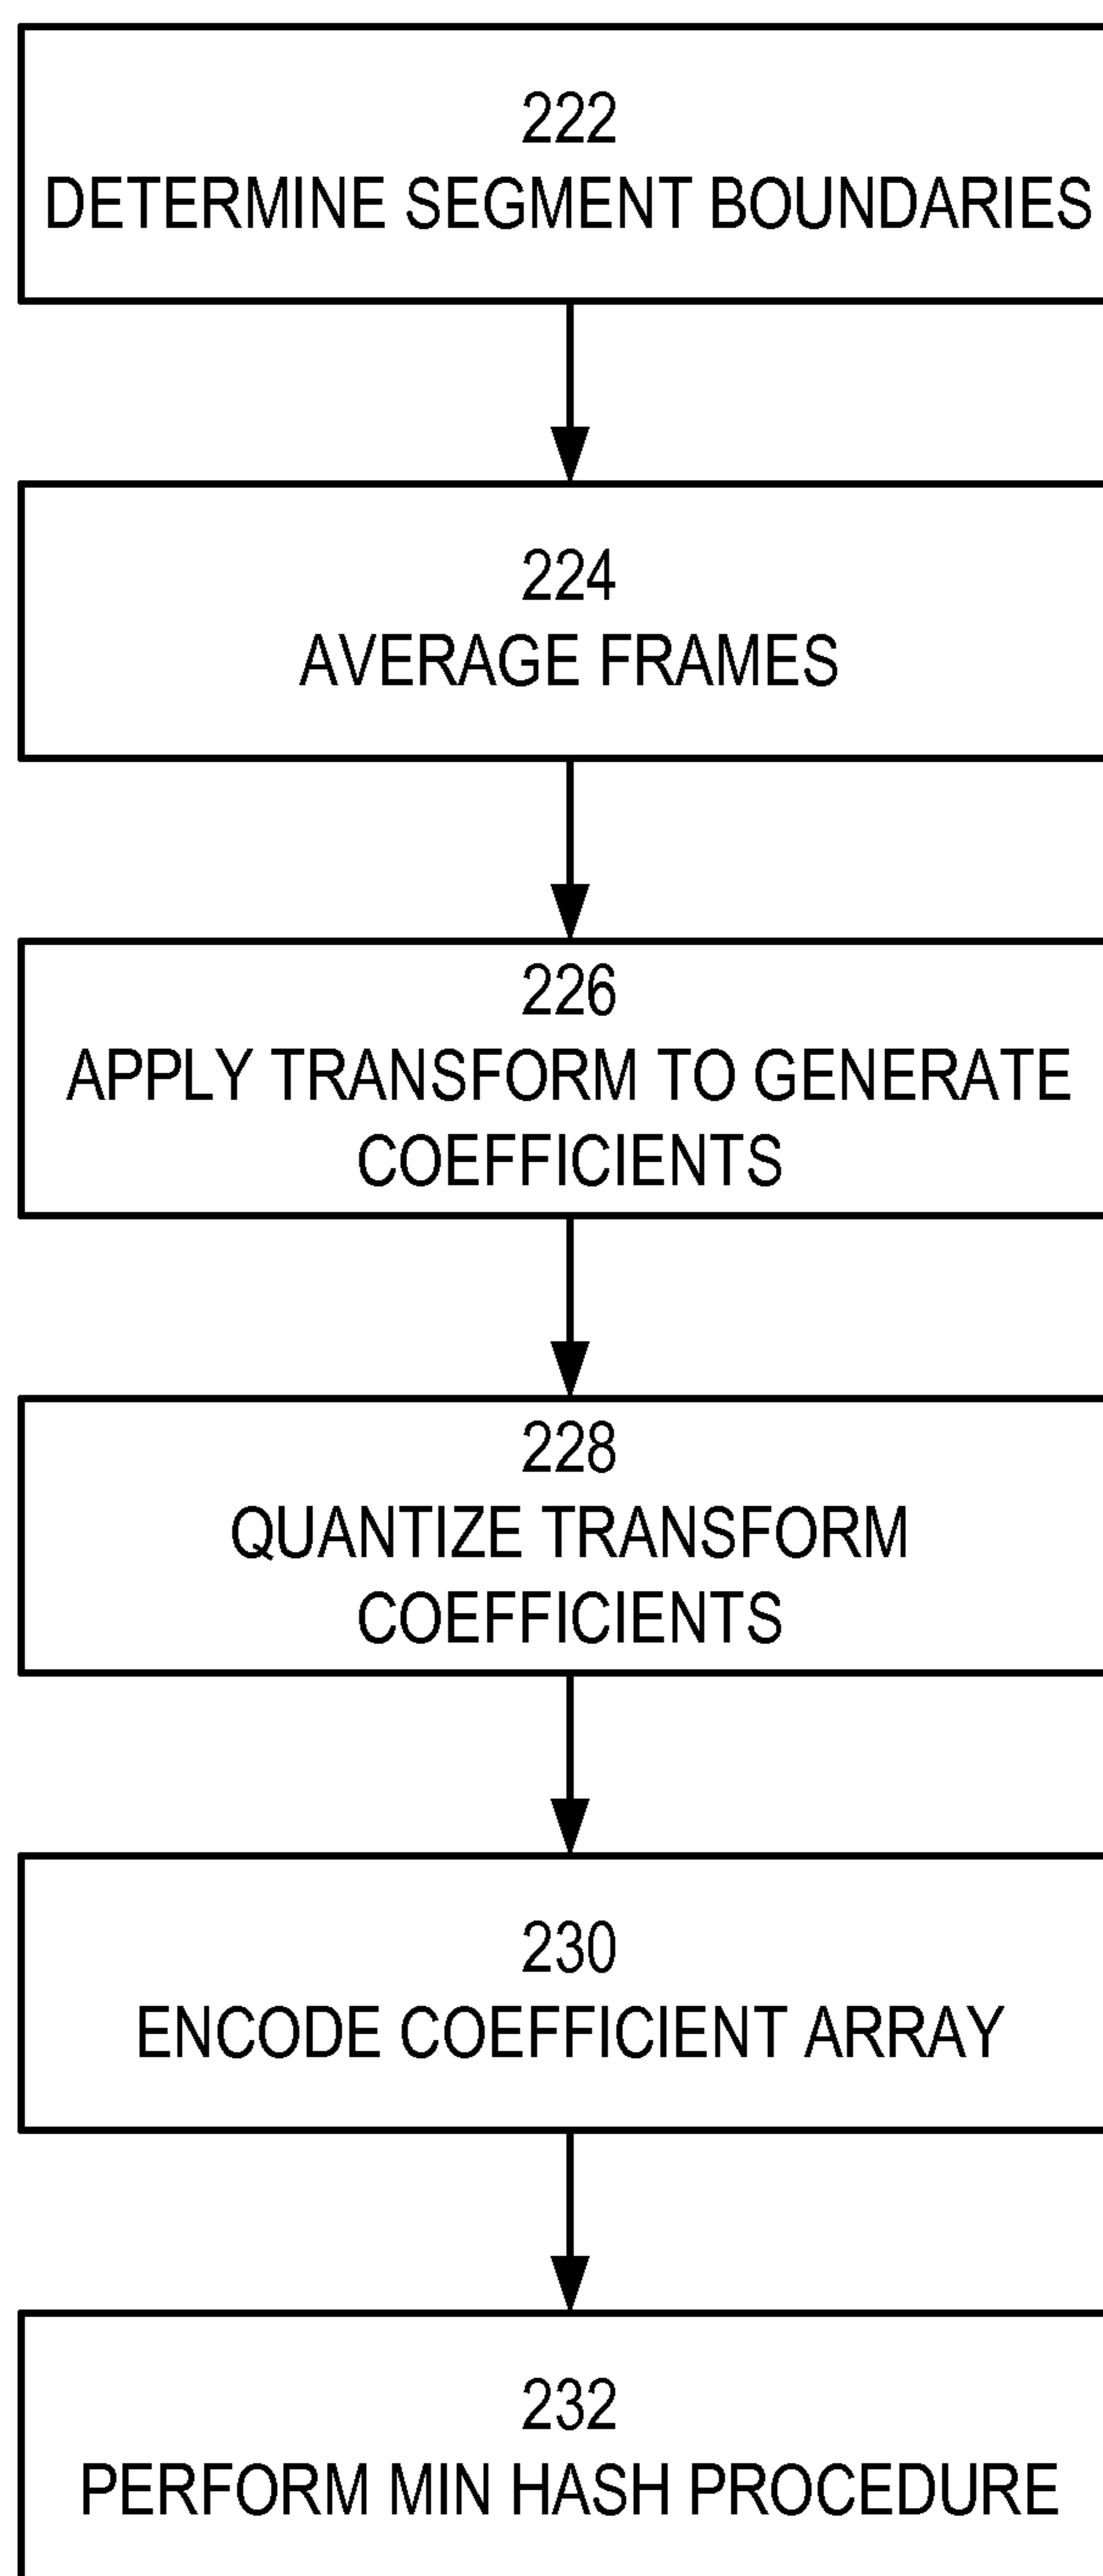 222
DETERMINE SEGMENT BOUNDARIES
224
AVERAGE FRAMES
226
APPLY TRANSFORM TO GENERATE
COEFFICIENTS
228
QUANTIZE TRANSFORM
COEFFICIENTS
230
ENCODE COEFFICIENT ARRAY
232
PERFORM MIN HASH PROCEDURE